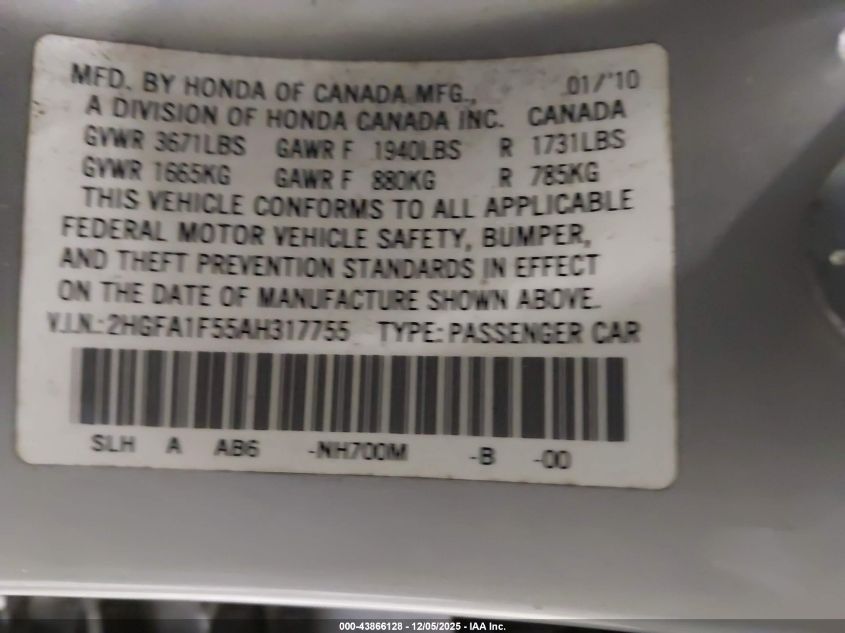 MFD. BY HONDA OF CANADA MFG., 01/'10
A DIVISION OF HONDA CANADA INC. CANADA
GVWR 3671LBS GAWR F 1940LBS R 1731LBS
GVWR 1665KG GAWR F 880KG R 785KG
THIS VEHICLE CONFORMS TO ALL APPLICABLE
FEDERAL MOTOR VEHICLE SAFETY, BUMPER,
AND THEFT PREVENTION STANDARDS IN EFFECT
ON THE DATE OF MANUFACTURE SHOWN ABOVE.
V.I.N.: 2HGFA1F55AH317755 TYPE: PASSENGER CAR
SLH A AB6 -NH700M -B -00
000-43866128 - 12/05/2025 - IAA Inc.